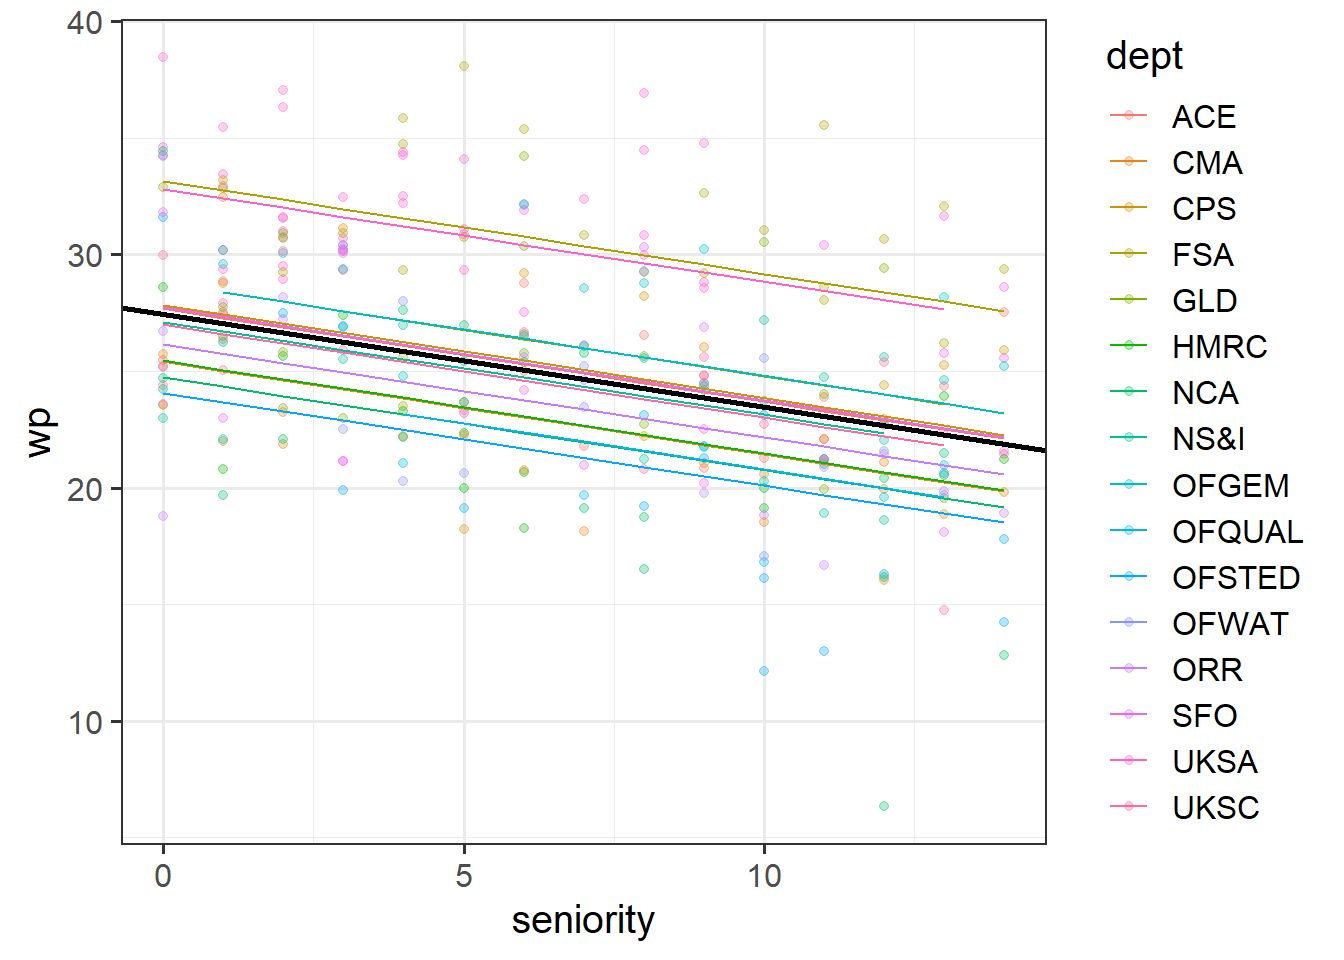 40
30
20
10
wp
0 5 10
seniority
dept
ACE
CMA
CPS
FSA
GLD
HMRC
NCA
NS&I
OFGEM
OFQUAL
OFSTED
OFWAT
ORR
SFO
UKSA
UKSC